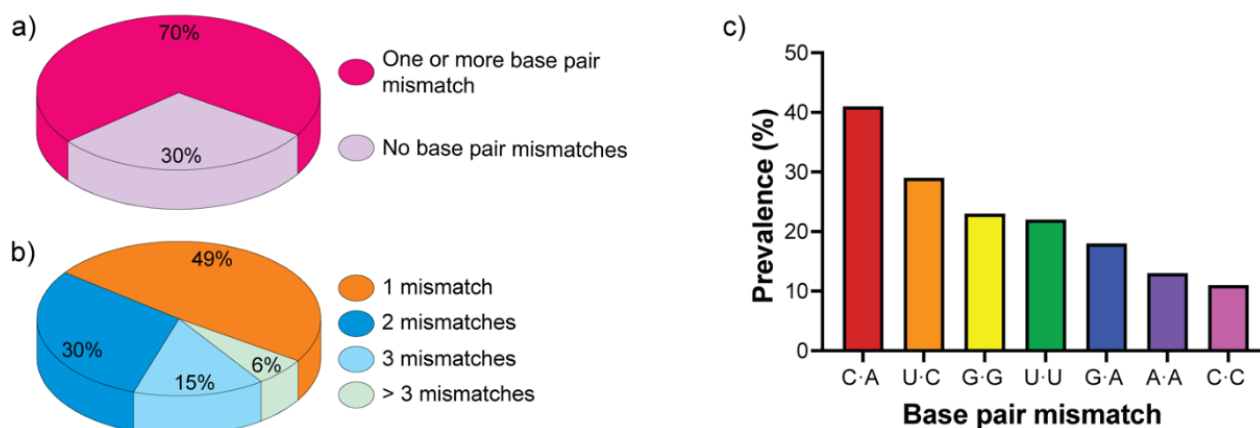 a)
70%
30%
One or more base pair
mismatch
No base pair mismatches
b)
49%
30%
15%
6%
1 mismatch
2 mismatches
3 mismatches
> 3 mismatches
c)
Prevalence (%)
50
40
30
20
10
0
C·A U·C G·G U·U G·A A·A C·C
Base pair mismatch